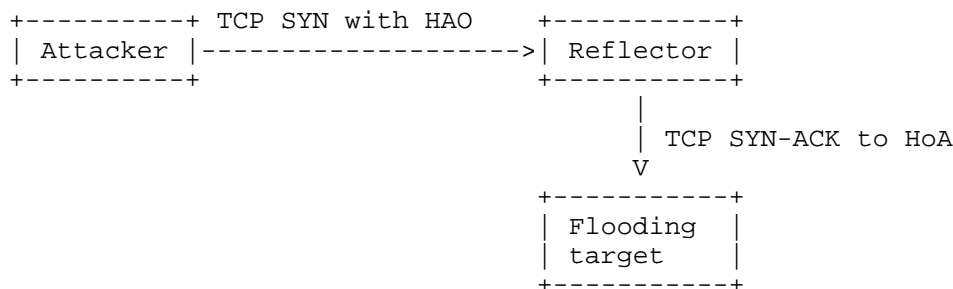 TCP SYN with HAO
Attacker
Reflector
TCP SYN-ACK to HoA
Flooding
target